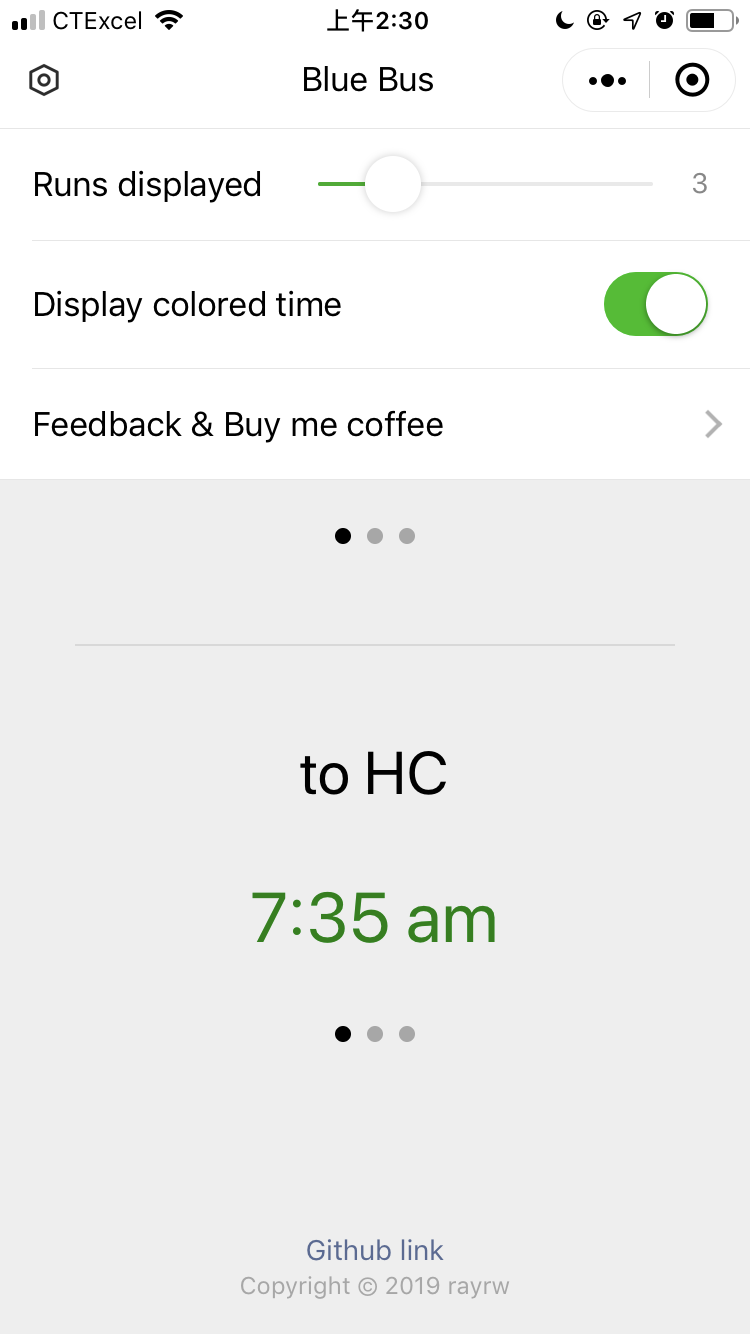 CTExcel 上午2:30
Blue Bus
Runs displayed 3
Display colored time
Feedback & Buy me coffee
to HC
7:35 am
Github link
Copyright © 2019 rayrw